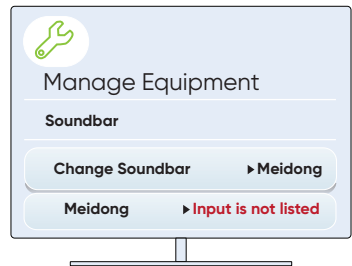 Manage Equipment
Soundbar
Change Soundbar Meidong
Meidong Input is not listed